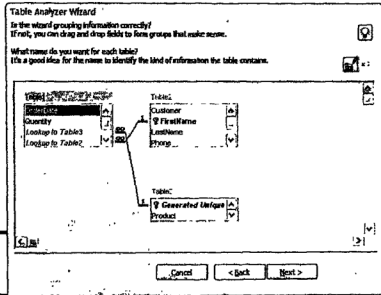 Table Analyzer Wizard
Is the wizard grouping information correctly?
If not, you can drag and drop fields to form groups that make sense.
What name do you want for each table?
It's a good idea for the name to identify the kind of information the table contains.
Table1
Quantity
Lookup to Table3
Lookup to Table2
Table2
Customer
FirstName
LastName
Phone
Generated Unique
Product
Cancel
< Back
Next >